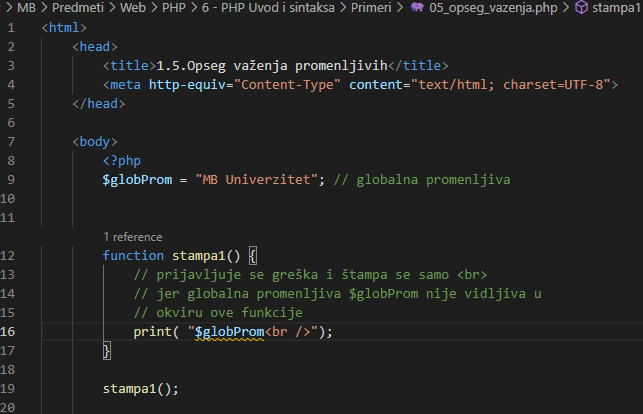 > MB > Predmeti > Web > PHP > 6 - PHP Uvod i sintaksa > Primeri > 05_opseg_vazenja.php > stampa1
1 <html>
2 <head>
3 <title>1.5.Opseg važenja promenljivih</title>
4 <meta http-equiv="Content-Type" content="text/html; charset=UTF-8">
5 </head>
6
7 <body>
8 <?php
9 $globProm = "MB Univerzitet"; // globalna promenljiva
10
11
1 reference
12 function stampa1() {
13 // prijavljuje se greška i štampa se samo <br>
14 // jer globalna promenljiva $globProm nije vidljiva u
15 // okviru ove funkcije
16 print( "$globProm<br />");
17 }
18
19 stampa1();
20